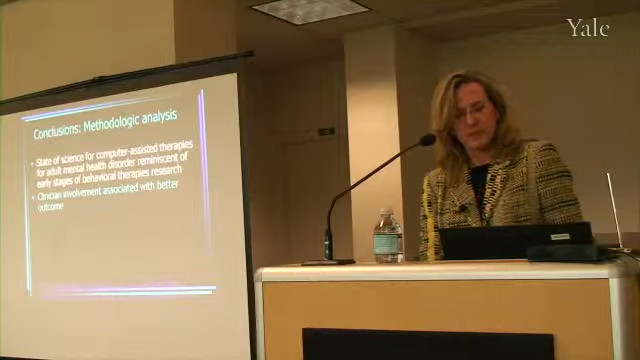 Yale
Conclusions: Methodologic analysis
State of science for computer-assisted therapies
for adult mental health disorder reminiscent of
early stages of behavioral therapies research
Clinician involvement associated with better
outcome